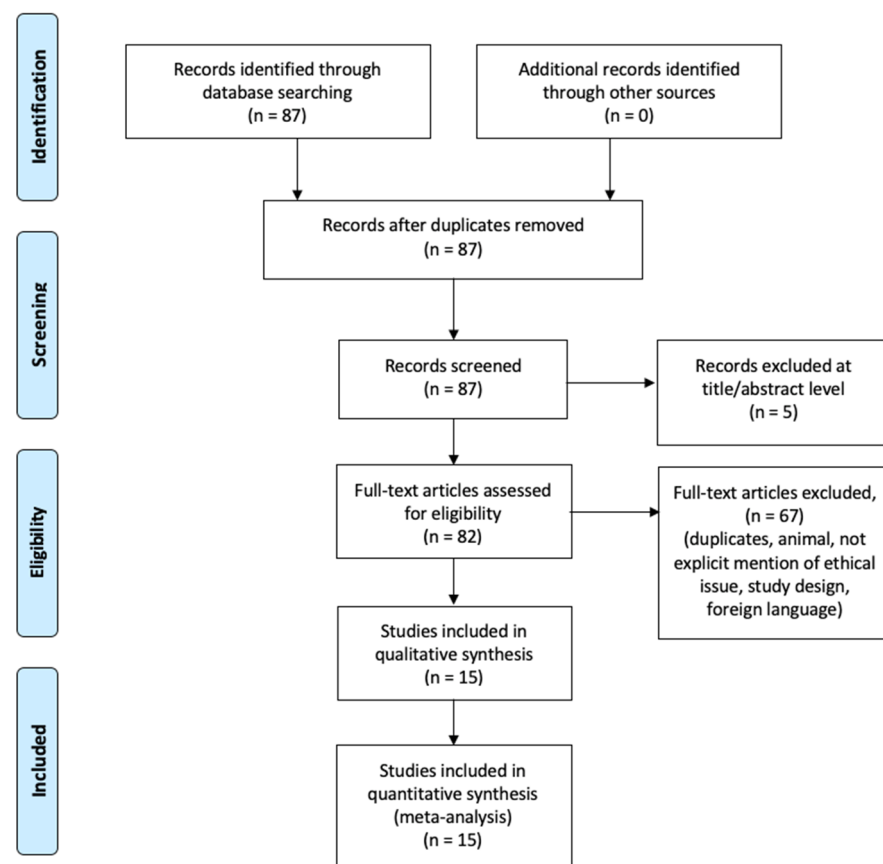 Identification
Records identified through
database searching
(n = 87)
Additional records identified
through other sources
(n = 0)
Records after duplicates removed
(n = 87)
Screening
Records screened
(n = 87)
Records excluded at
title/abstract level
(n = 5)
Eligibility
Full-text articles assessed
for eligibility
(n = 82)
Full-text articles excluded,
(n = 67)
(duplicates, animal, not
explicit mention of ethical
issue, study design,
foreign language)
Studies included in
qualitative synthesis
(n = 15)
Included
Studies included in
quantitative synthesis
(meta-analysis)
(n = 15)